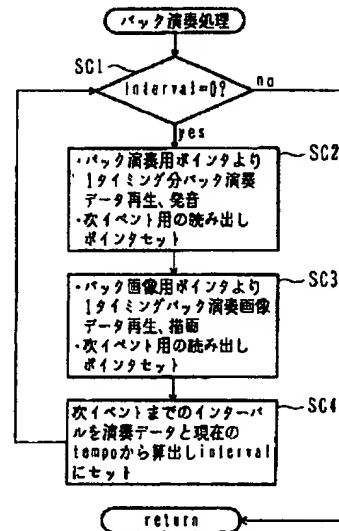 バック演奏処理
SC1
interval=0?
no
yes
・バック演奏用ポインタより
1タイミング分バック演奏
データ再生、発音
・次イベント用の読み出し
ポインタセット
SC2
・バック画像用ポインタより
1タイミングバック演奏画像
データ再生、描画
・次イベント用の読み出し
ポインタセット
SC3
次イベントまでのインターバ
ルを演奏データと現在の
tempoから算出しinterval
にセット
SC4
return